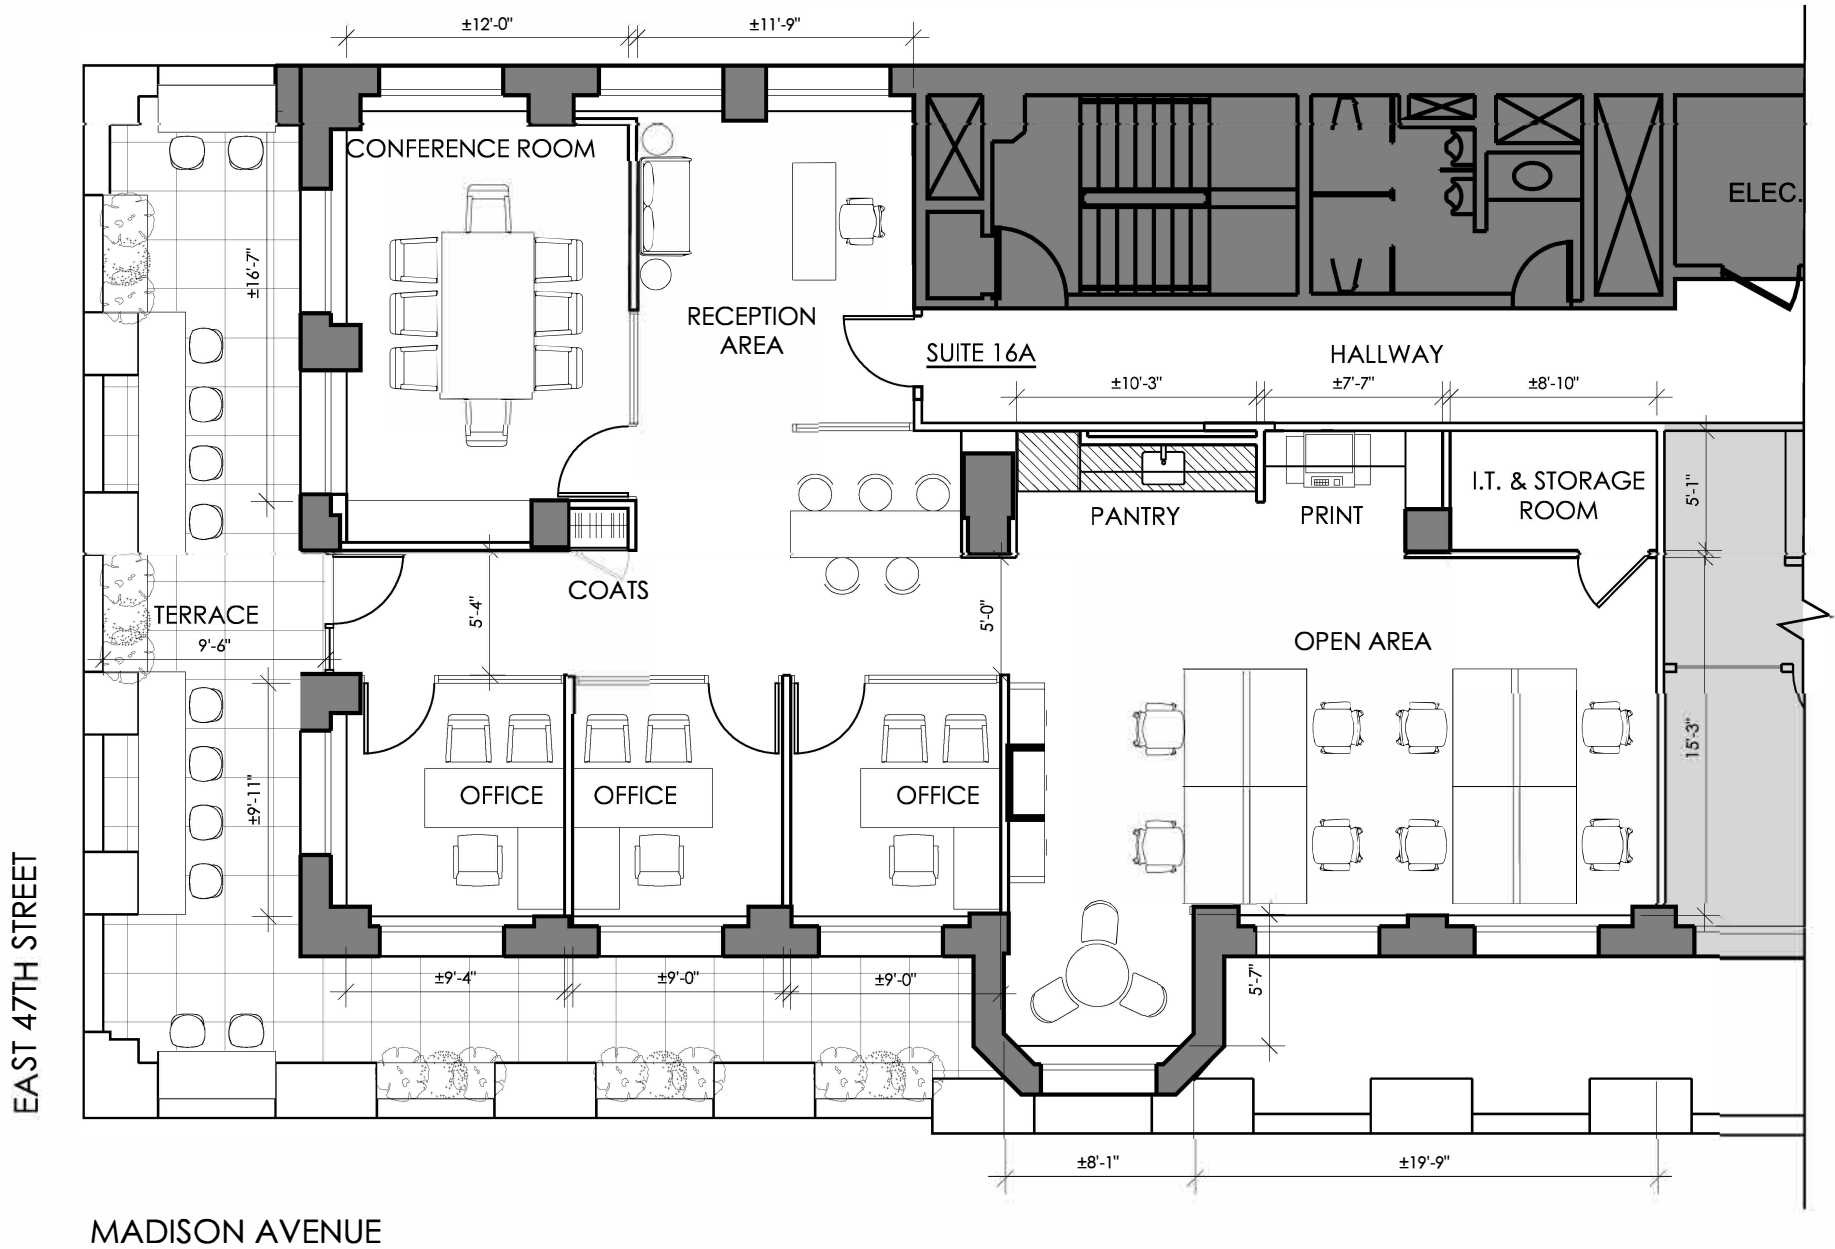 ±12'-0"
±11'-9"
CONFERENCE ROOM
ELEC.
±16'-7"
RECEPTION
AREA
SUITE 16A
HALLWAY
±10'-3"
±7'-7"
±8'-10"
I.T. & STORAGE
ROOM
5'-1"
PANTRY
PRINT
COATS
TERRACE
9'-6"
5'-4"
5'-0"
OPEN AREA
15'-3"
±9'-11"
OFFICE
OFFICE
OFFICE
±9'-4"
±9'-0"
±9'-0"
5'-7"
EAST 47TH STREET
±8'-1"
±19'-9"
MADISON AVENUE